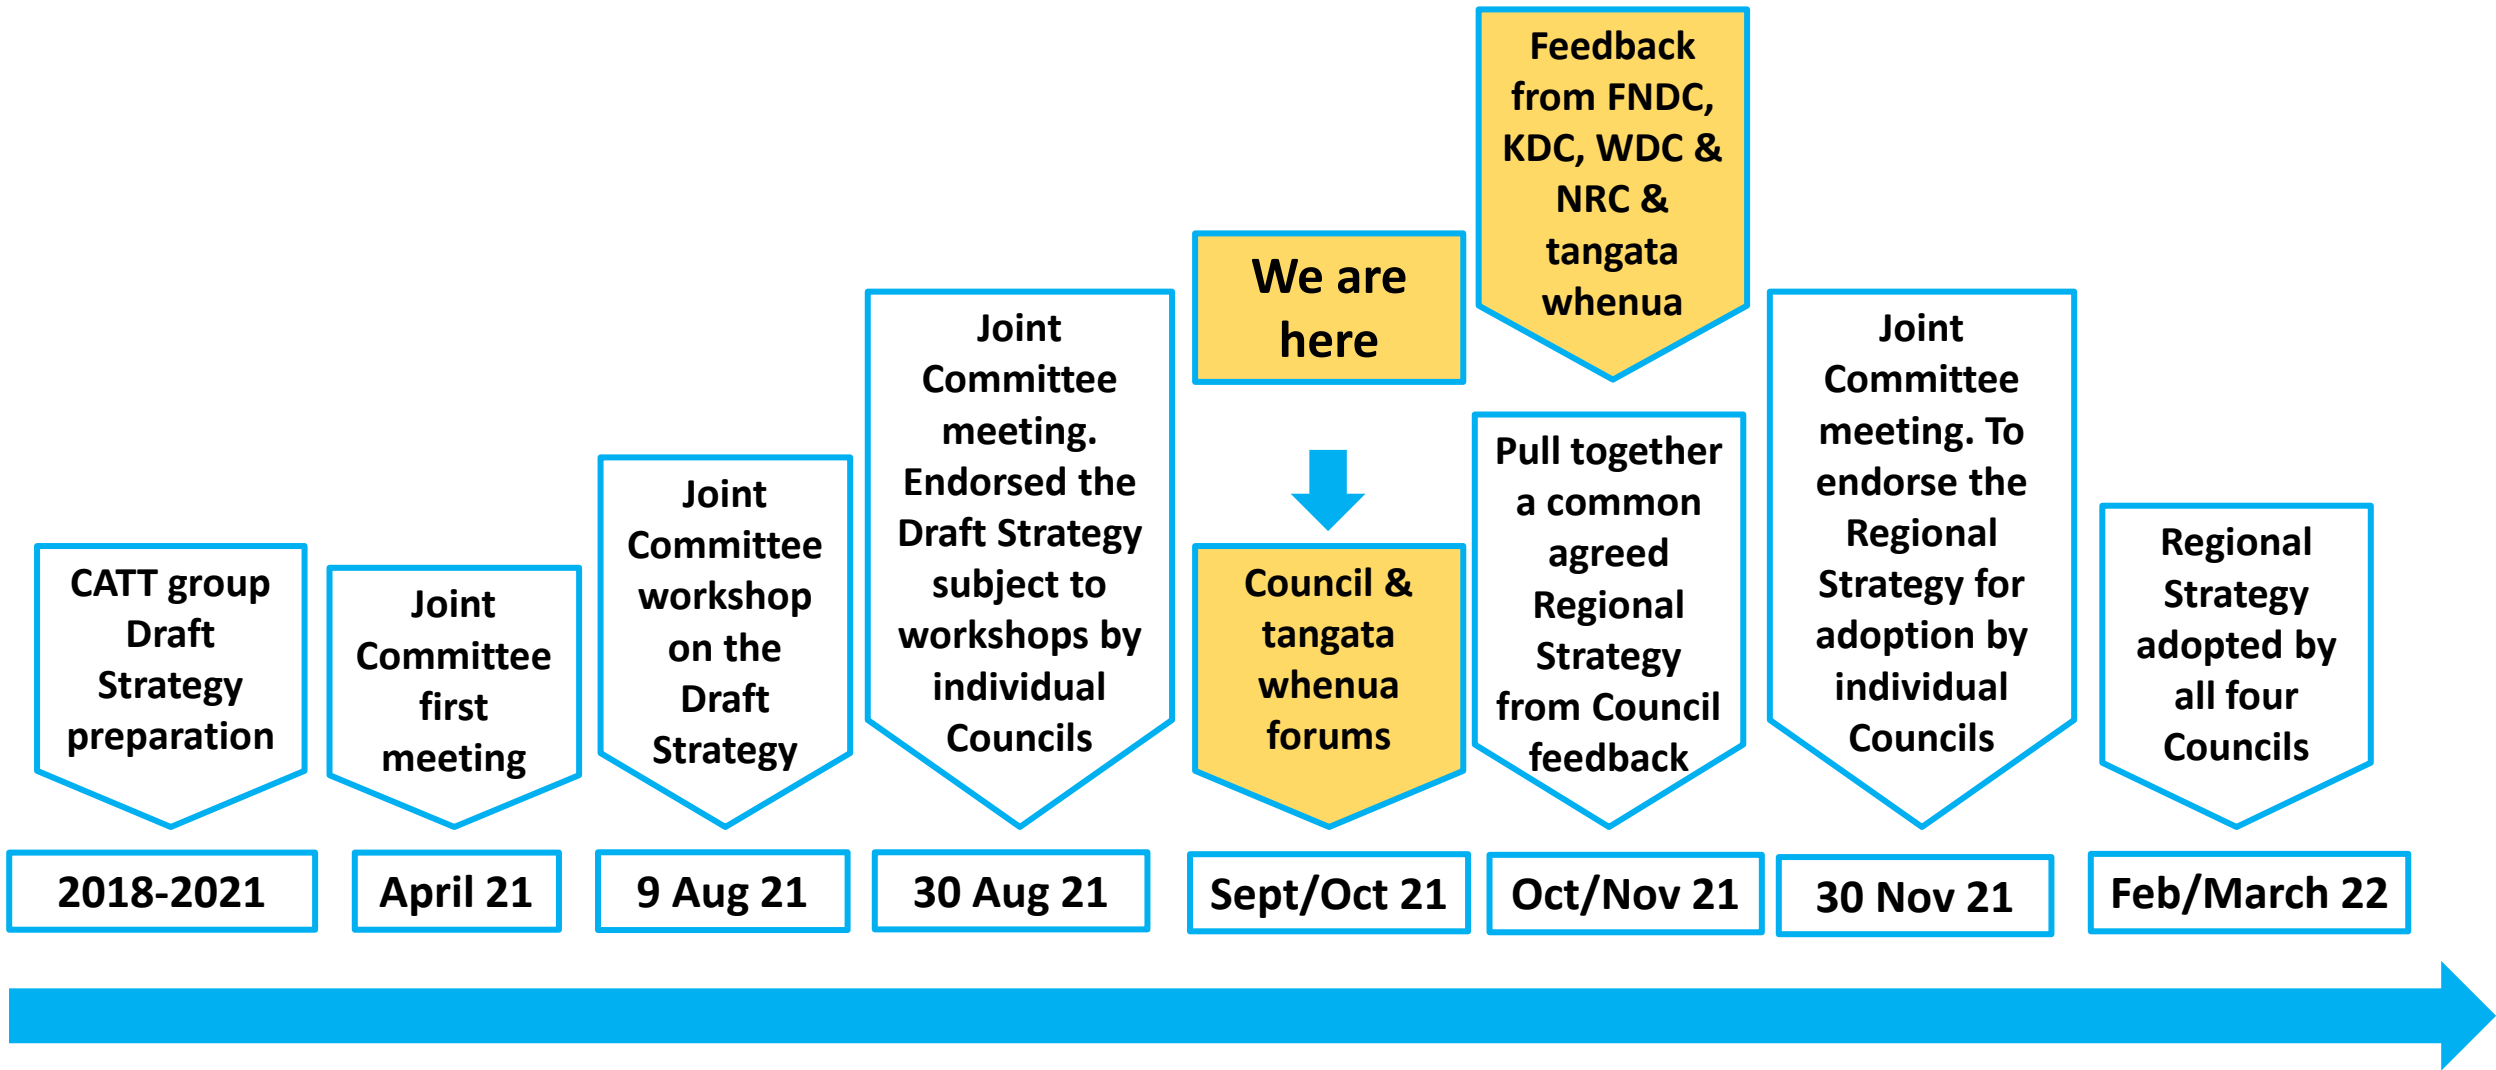 CATT group
Draft
Strategy
preparation
2018-2021
Joint
Committee
first
meeting
April 21
Joint
Committee
workshop
on the
Draft
Strategy
9 Aug 21
Joint
Committee
meeting.
Endorsed the
Draft Strategy
subject to
workshops by
individual
Councils
30 Aug 21
We are
here
Council &
tangata
whenua
forums
Sept/Oct 21
Feedback
from FNDC,
KDC, WDC &
NRC &
tangata
whenua
Pull together
a common
agreed
Regional
Strategy
from Council
feedback
Oct/Nov 21
Joint
Committee
meeting. To
endorse the
Regional
Strategy for
adoption by
individual
Councils
30 Nov 21
Regional
Strategy
adopted by
all four
Councils
Feb/March 22